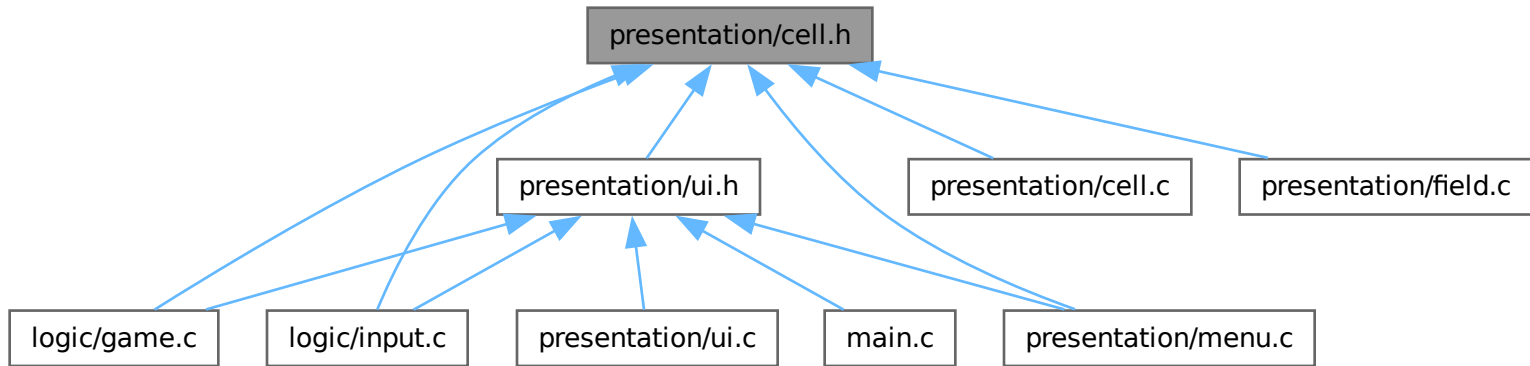 presentation/cell.h
presentation/ui.h
presentation/cell.c
presentation/field.c
logic/game.c
logic/input.c
presentation/ui.c
main.c
presentation/menu.c